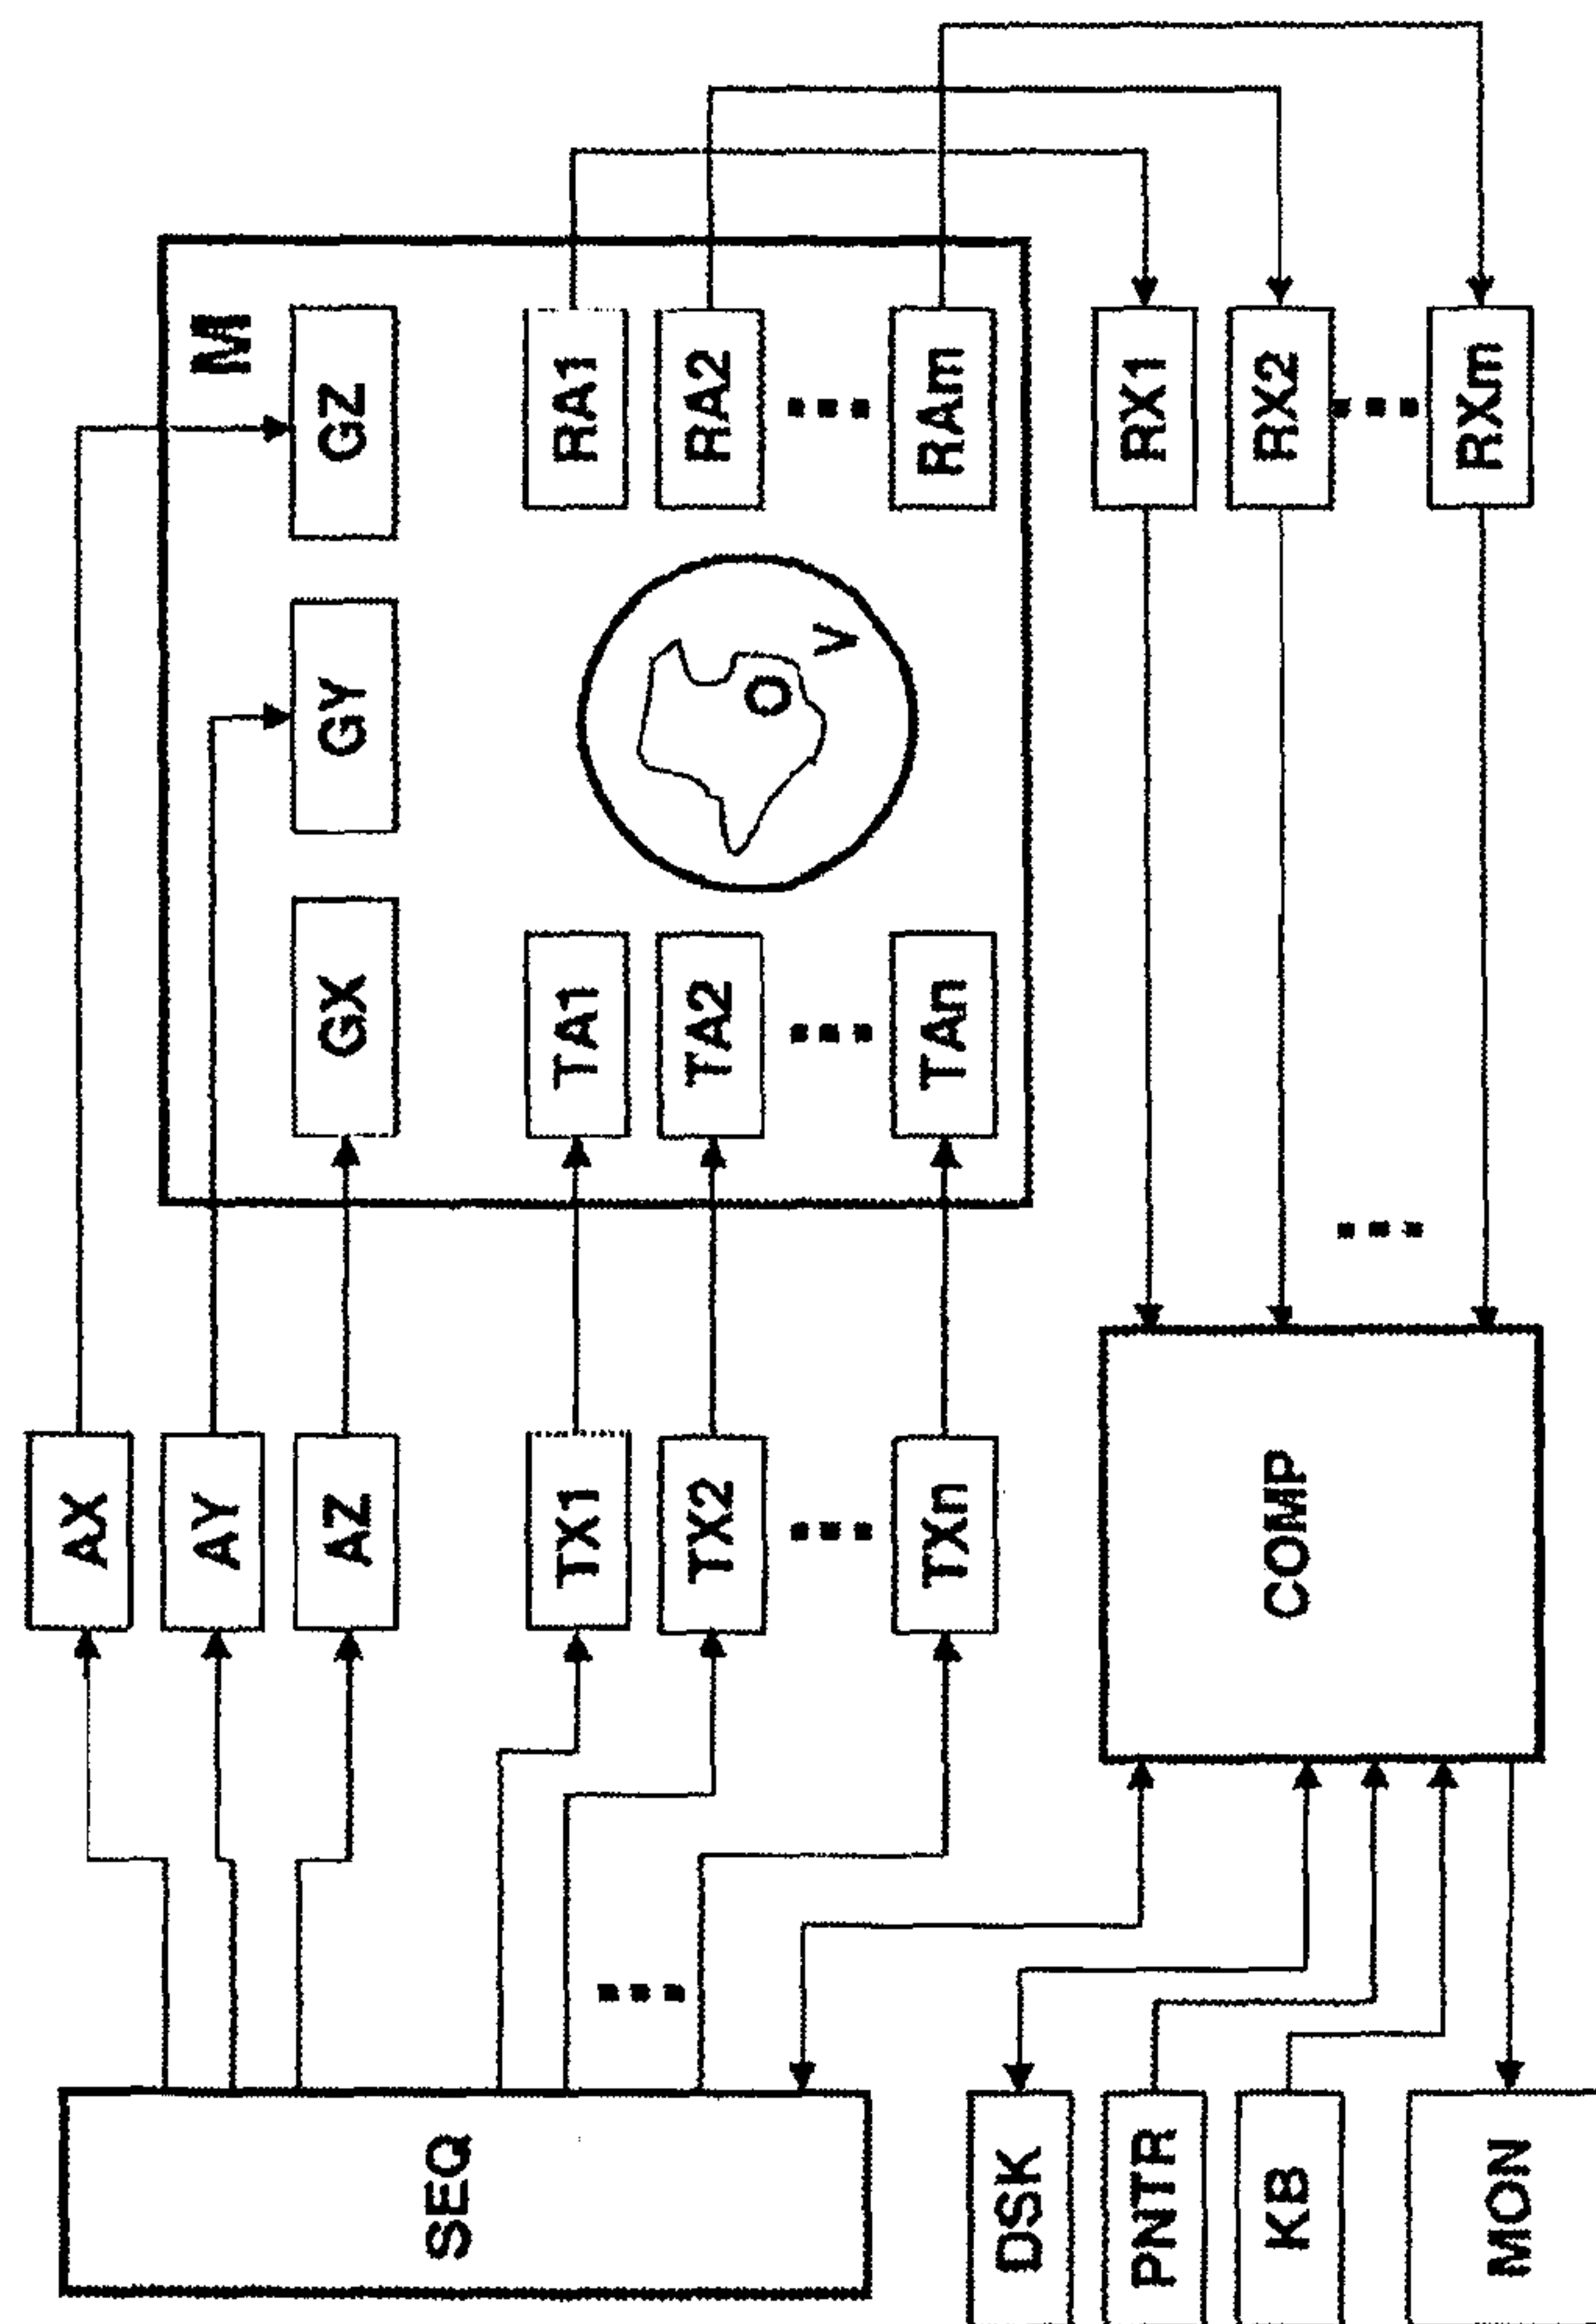 AX
AY
AZ
M
GX
GY
GZ
TX1
TX2
...
TXn
TA1
TA2
...
TAn
O
V
RA1
RA2
...
RAm
SEQ
...
RX1
RX2
...
RXm
...
COMP
DSK
PNTR
KB
MON